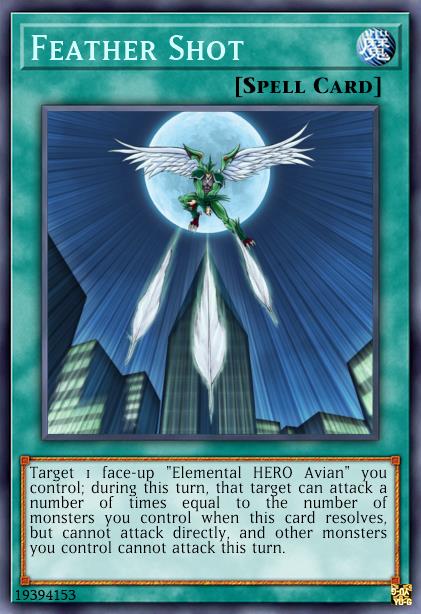 Feather Shot
[Spell Card]
Target 1 face-up "Elemental HERO Avian" you
control; during this turn, that target can attack a
number of times equal to the number of
monsters you control when this card resolves,
but cannot attack directly, and other monsters
you control cannot attack this turn.
19394153